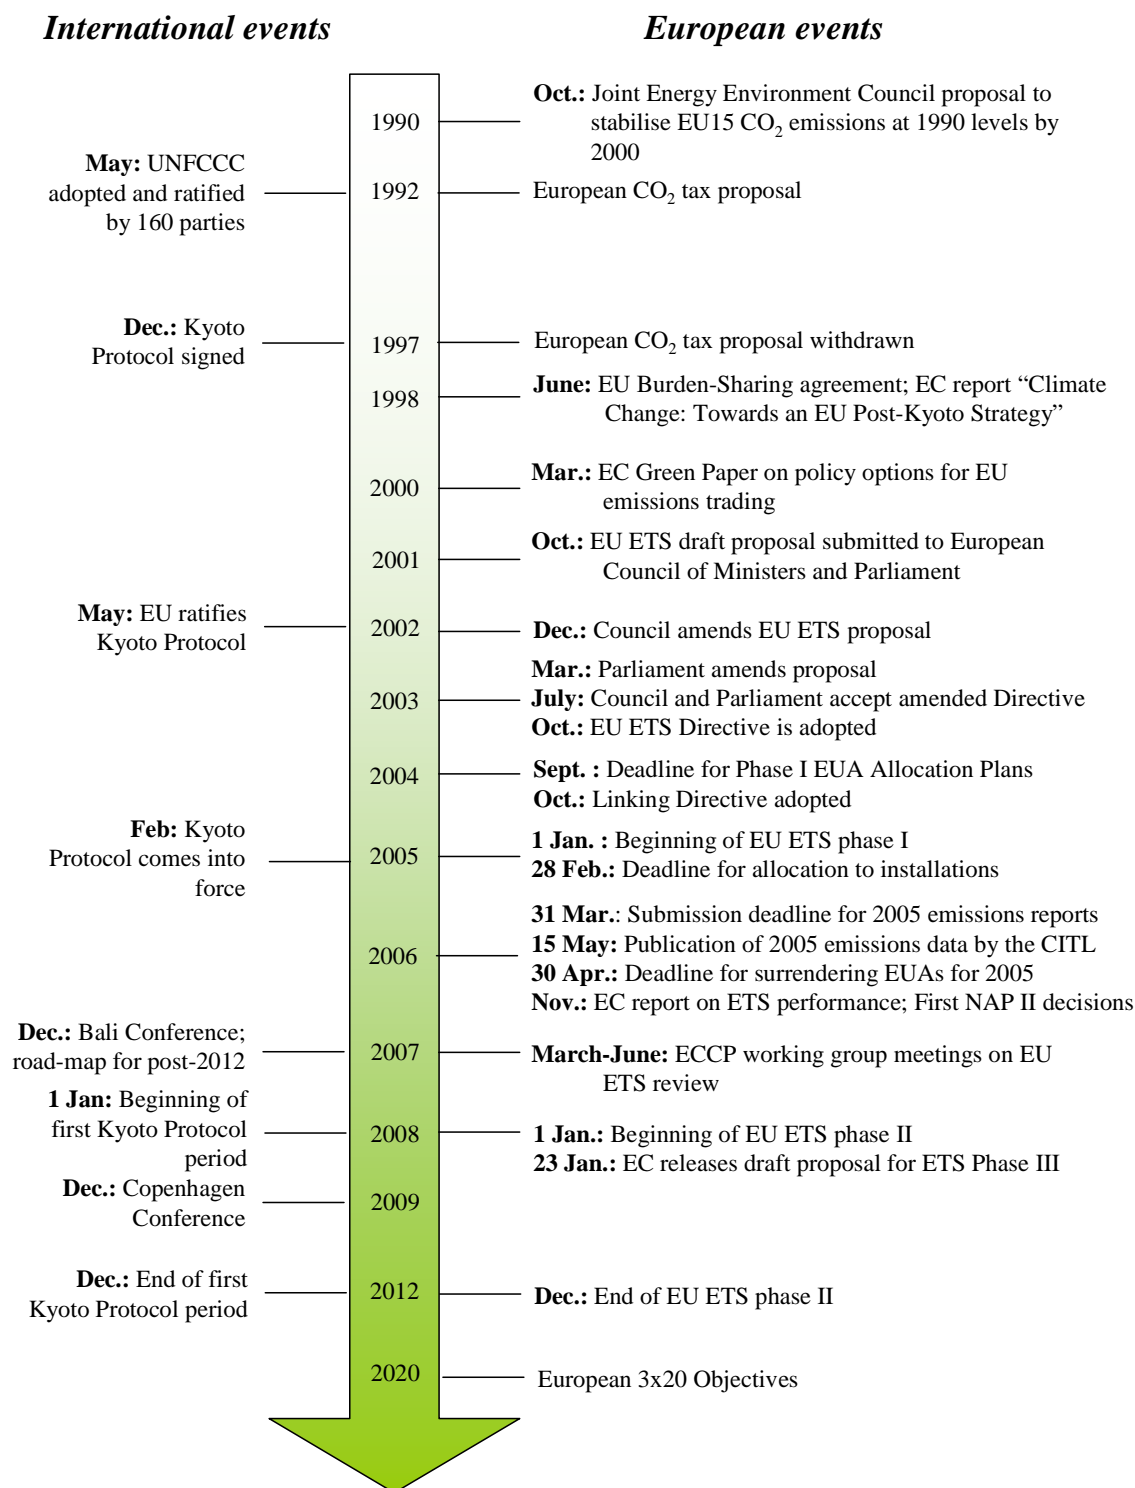 International events
European events
1990
Oct.: Joint Energy Environment Council proposal to
stabilise EU15 CO₂ emissions at 1990 levels by
2000
May: UNFCCC
adopted and ratified
by 160 parties
1992
European CO₂ tax proposal
Dec.: Kyoto
Protocol signed
1997
European CO₂ tax proposal withdrawn
1998
June: EU Burden-Sharing agreement; EC report “Climate
Change: Towards an EU Post-Kyoto Strategy”
2000
Mar.: EC Green Paper on policy options for EU
emissions trading
2001
Oct.: EU ETS draft proposal submitted to European
Council of Ministers and Parliament
May: EU ratifies
Kyoto Protocol
2002
Dec.: Council amends EU ETS proposal
2003
Mar.: Parliament amends proposal
July: Council and Parliament accept amended Directive
Oct.: EU ETS Directive is adopted
2004
Sept. : Deadline for Phase I EUA Allocation Plans
Oct.: Linking Directive adopted
Feb: Kyoto
Protocol comes into
force
2005
1 Jan. : Beginning of EU ETS phase I
28 Feb.: Deadline for allocation to installations
2006
31 Mar.: Submission deadline for 2005 emissions reports
15 May: Publication of 2005 emissions data by the CITL
30 Apr.: Deadline for surrendering EUAs for 2005
Nov.: EC report on ETS performance; First NAP II decisions
Dec.: Bali Conference;
road-map for post-2012
2007
March-June: ECCP working group meetings on EU
ETS review
1 Jan: Beginning of
first Kyoto Protocol
period
2008
1 Jan.: Beginning of EU ETS phase II
23 Jan.: EC releases draft proposal for ETS Phase III
Dec.: Copenhagen
Conference
2009
Dec.: End of first
Kyoto Protocol period
2012
Dec.: End of EU ETS phase II
2020
European 3x20 Objectives